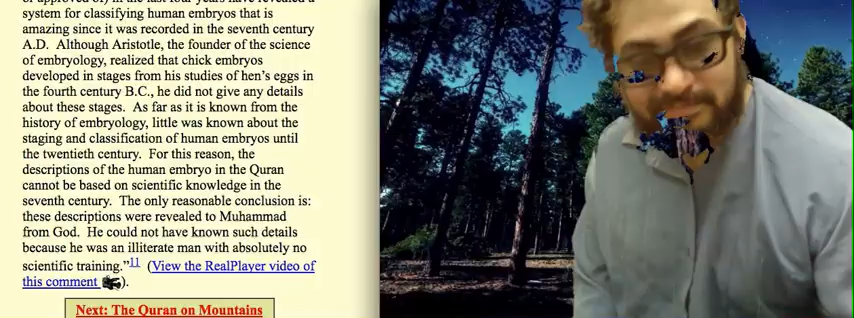 or approved of) in the last four years have revealed a
system for classifying human embryos that is
amazing since it was recorded in the seventh century
A.D.  Although Aristotle, the founder of the science
of embryology, realized that chick embryos
developed in stages from his studies of hen's eggs in
the fourth century B.C., he did not give any details
about these stages.  As far as it is known from the
history of embryology, little was known about the
staging and classification of human embryos until
the twentieth century.  For this reason, the
descriptions of the human embryo in the Quran
cannot be based on scientific knowledge in the
seventh century.  The only reasonable conclusion is:
these descriptions were revealed to Muhammad
from God.  He could not have known such details
because he was an illiterate man with absolutely no
scientific training."11  (View the RealPlayer video of
this comment ).
Next: The Quran on Mountains